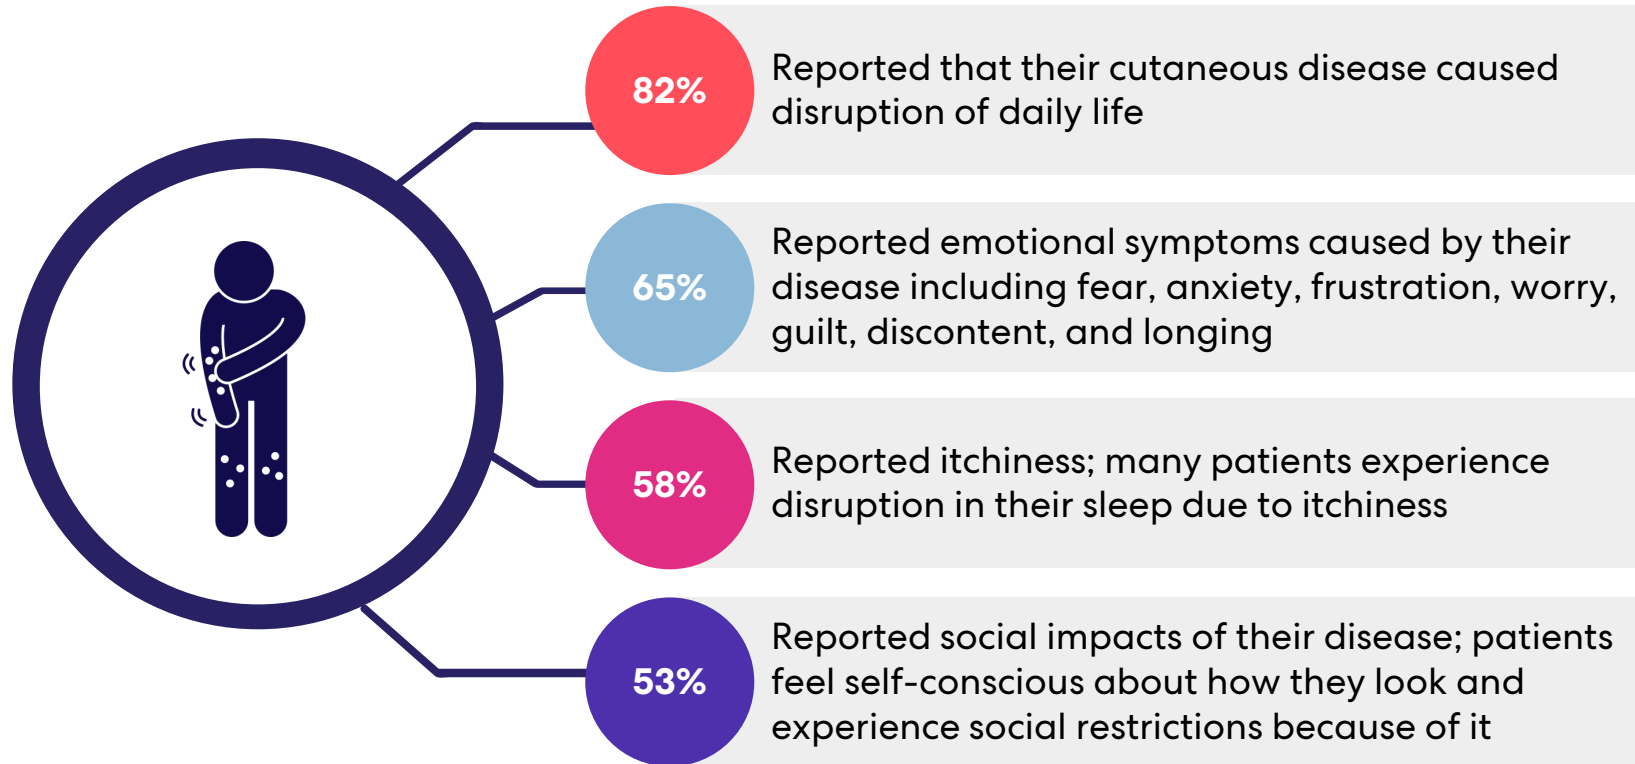 82%
Reported that their cutaneous disease caused
disruption of daily life
65%
Reported emotional symptoms caused by their
disease including fear, anxiety, frustration, worry,
guilt, discontent, and longing
58%
Reported itchiness; many patients experience
disruption in their sleep due to itchiness
53%
Reported social impacts of their disease; patients
feel self-conscious about how they look and
experience social restrictions because of it